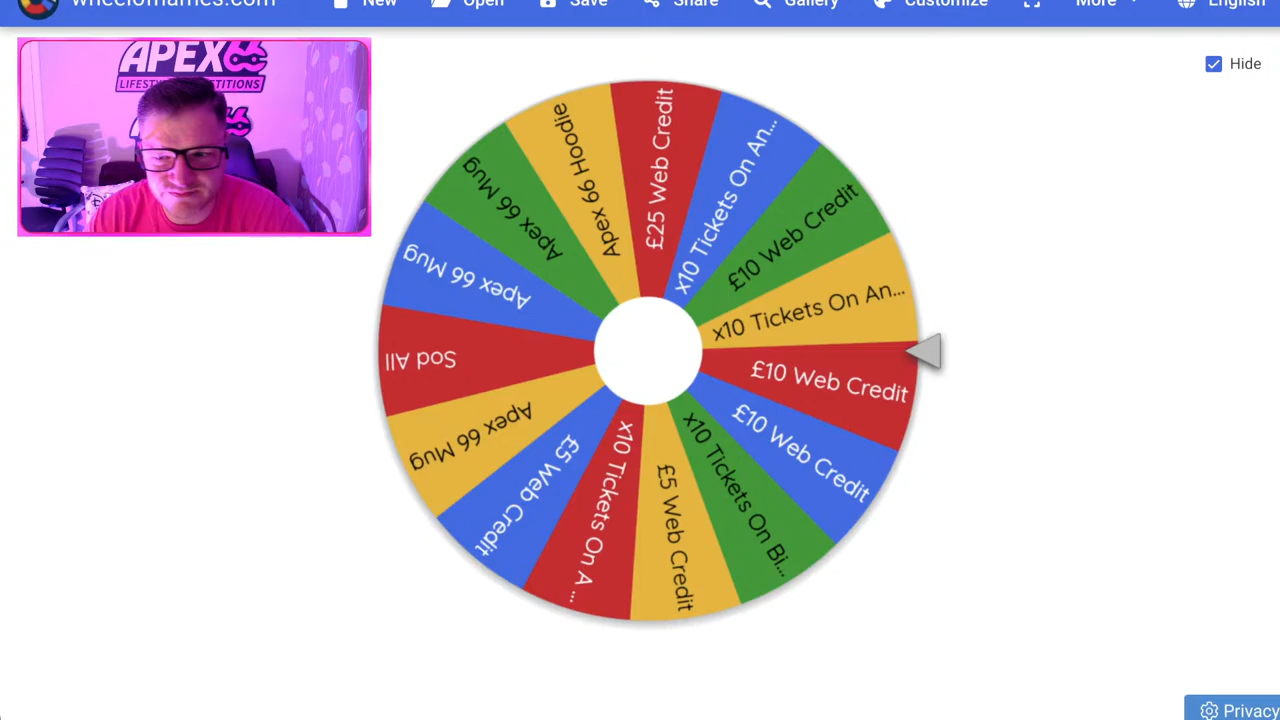 wheelofnames.com
New
Open
Save
Share
Gallery
Customize
More
English
Hide
APEX66
£25 Web Credit
x10 Tickets On An...
£10 Web Credit
x10 Tickets On An...
£10 Web Credit
£10 Web Credit
x10 Tickets On Bi...
£5 Web Credit
x10 Tickets On A ...
£5 Web Credit
Apex 66 Mug
Sod All
Apex 66 Mug
Apex 66 Mug
Apex 66 Hoodie
Privacy